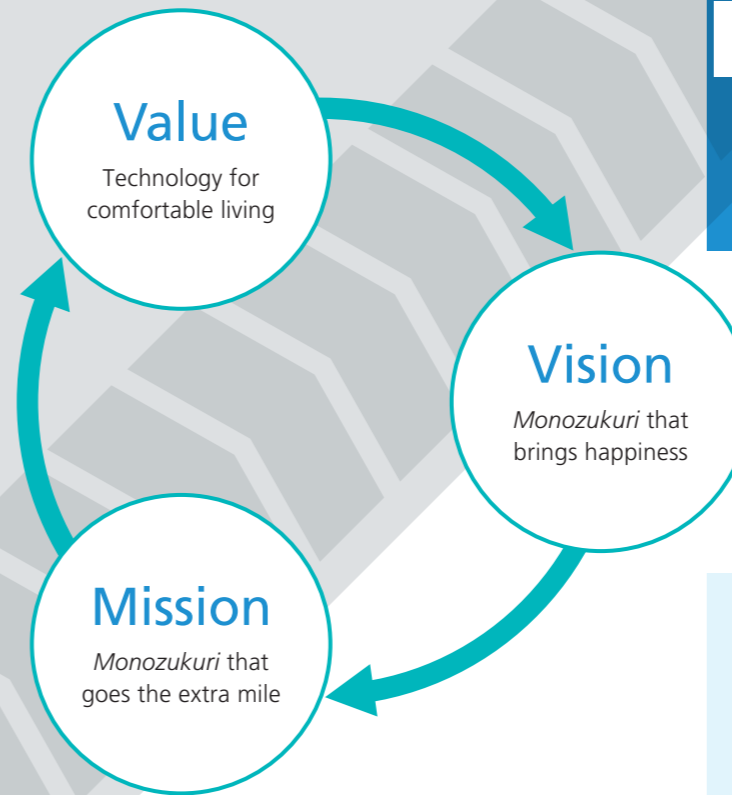 Value
Technology for
comfortable living
Vision
Monozukuri that
brings happiness
Mission
Monozukuri that
goes the extra mile